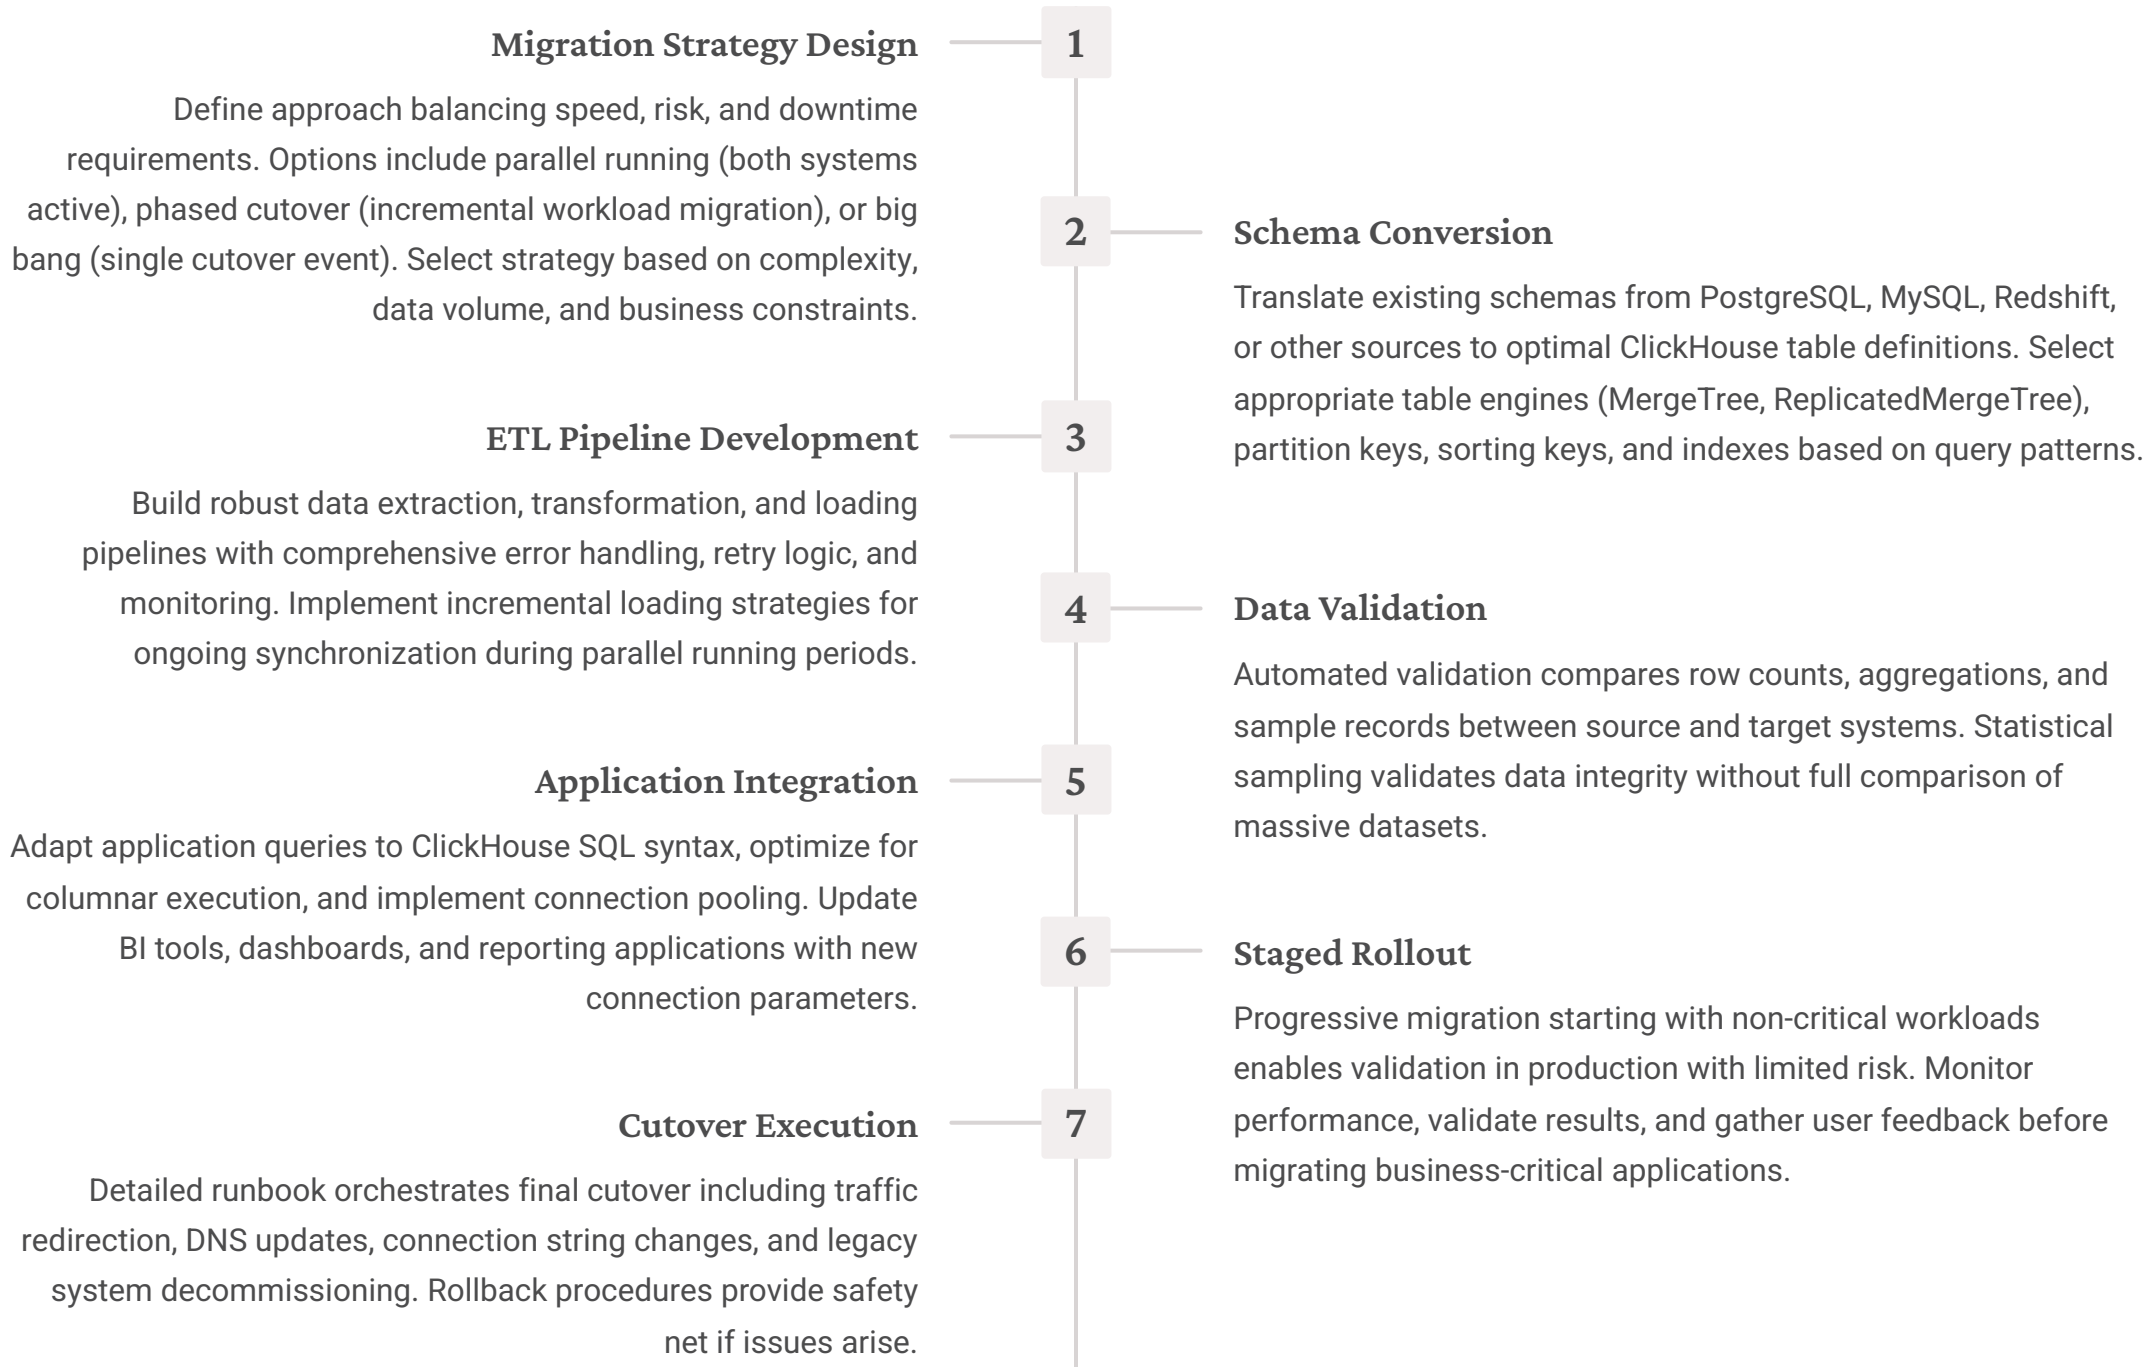 Migration Strategy Design
1
Define approach balancing speed, risk, and downtime
requirements. Options include parallel running (both systems
active), phased cutover (incremental workload migration), or big
bang (single cutover event). Select strategy based on complexity,
data volume, and business constraints.
2
Schema Conversion
Translate existing schemas from PostgreSQL, MySQL, Redshift,
or other sources to optimal ClickHouse table definitions. Select
appropriate table engines (MergeTree, ReplicatedMergeTree),
partition keys, sorting keys, and indexes based on query patterns.
ETL Pipeline Development
3
Build robust data extraction, transformation, and loading
pipelines with comprehensive error handling, retry logic, and
monitoring. Implement incremental loading strategies for
ongoing synchronization during parallel running periods.
4
Data Validation
Automated validation compares row counts, aggregations, and
sample records between source and target systems. Statistical
sampling validates data integrity without full comparison of
massive datasets.
Application Integration
5
Adapt application queries to ClickHouse SQL syntax, optimize for
columnar execution, and implement connection pooling. Update
BI tools, dashboards, and reporting applications with new
connection parameters.
6
Staged Rollout
Progressive migration starting with non-critical workloads
enables validation in production with limited risk. Monitor
performance, validate results, and gather user feedback before
migrating business-critical applications.
Cutover Execution
7
Detailed runbook orchestrates final cutover including traffic
redirection, DNS updates, connection string changes, and legacy
system decommissioning. Rollback procedures provide safety
net if issues arise.